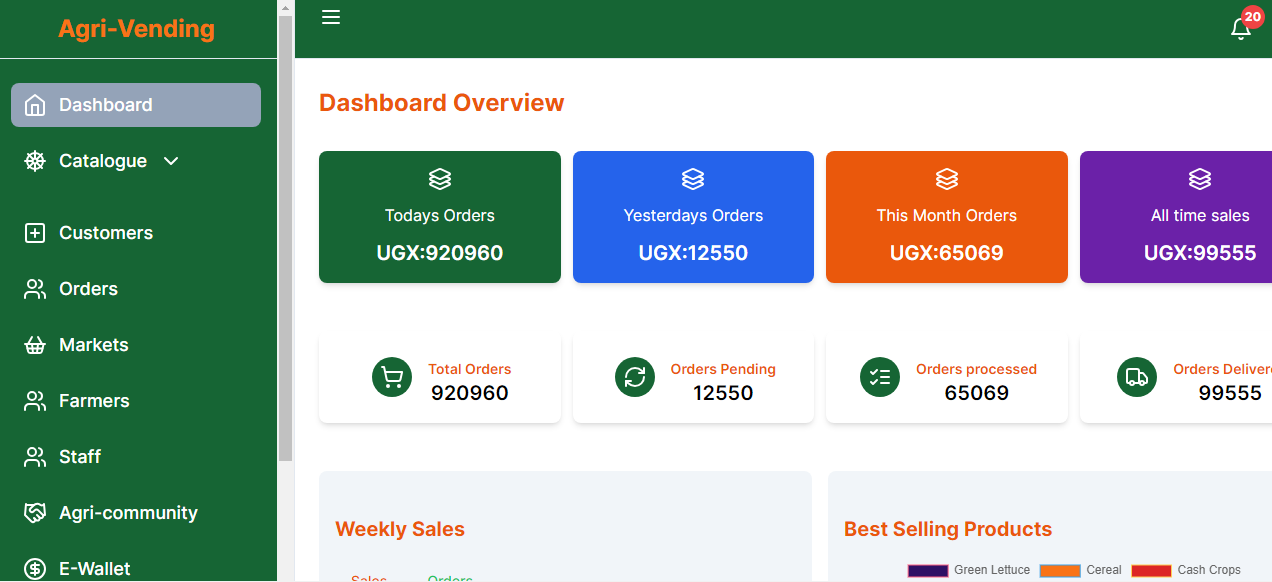 Agri-Vending
20
Dashboard
Catalogue
Customers
Orders
Markets
Farmers
Staff
Agri-community
E-Wallet
Dashboard Overview
Todays Orders
UGX:920960
Yesterdays Orders
UGX:12550
This Month Orders
UGX:65069
All time sales
UGX:99555
Total Orders
920960
Orders Pending
12550
Orders processed
65069
Orders Deliver
99555
Weekly Sales
Sales Orders
Best Selling Products
Green Lettuce Cereal Cash Crops